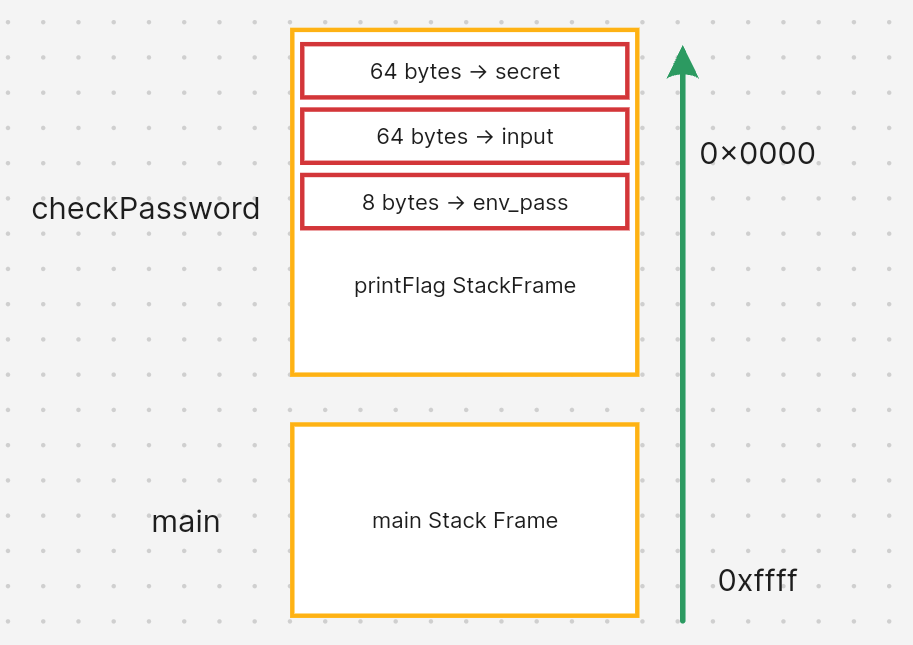 64 bytes → secret
64 bytes → input
0×0000
8 bytes → env_pass
checkPassword
printFlag StackFrame
main Stack Frame
main
0xffff